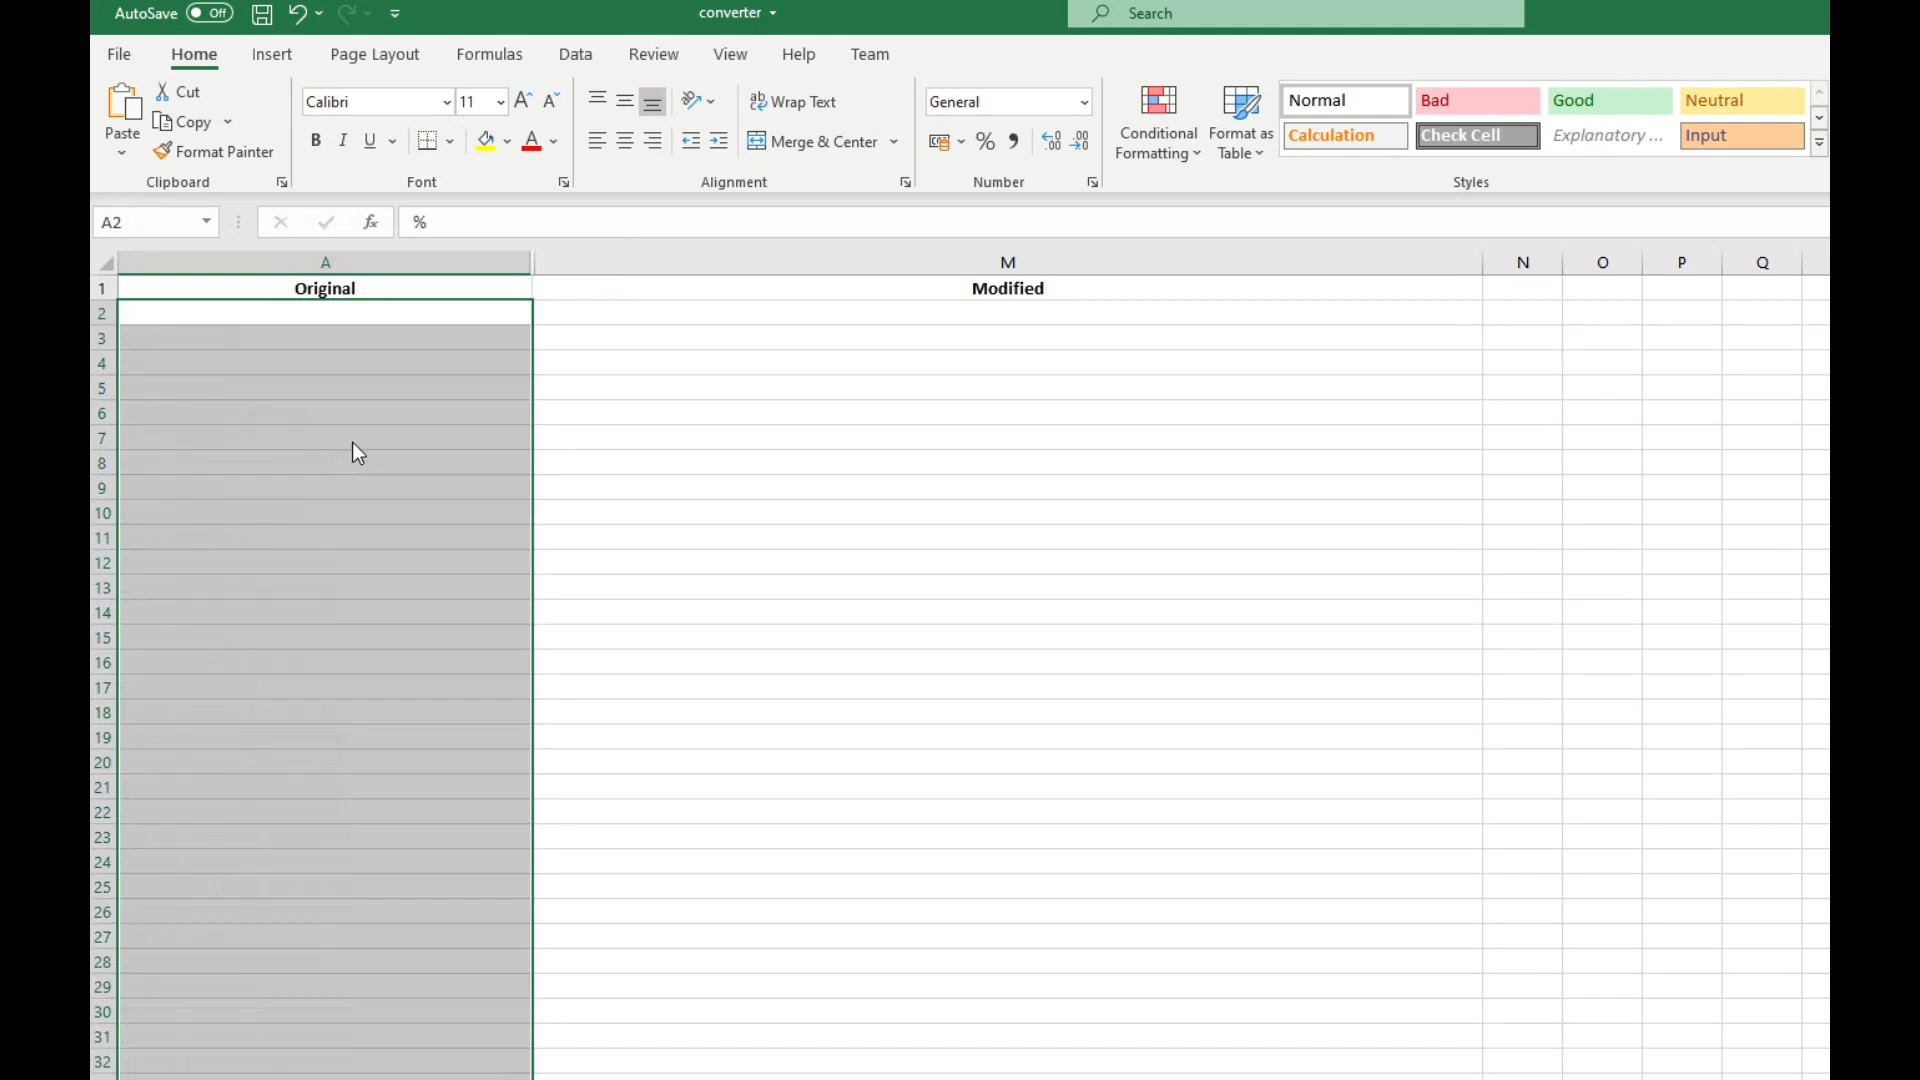 AutoSave Off converter Search
File Home Insert Page Layout Formulas Data Review View Help Team
Paste Cut Copy Format Painter Clipboard
Calibri 11 A A B I U A Font
ab Wrap Text Merge & Center Alignment
General % Number
Conditional Formatting Format as Table
Normal Bad Good Neutral
Calculation Check Cell Explanatory ... Input
Styles
A2 fx %
A M N O P Q
1 Original Modified
2
3
4
5
6
7
8
9
10
11
12
13
14
15
16
17
18
19
20
21
22
23
24
25
26
27
28
29
30
31
32